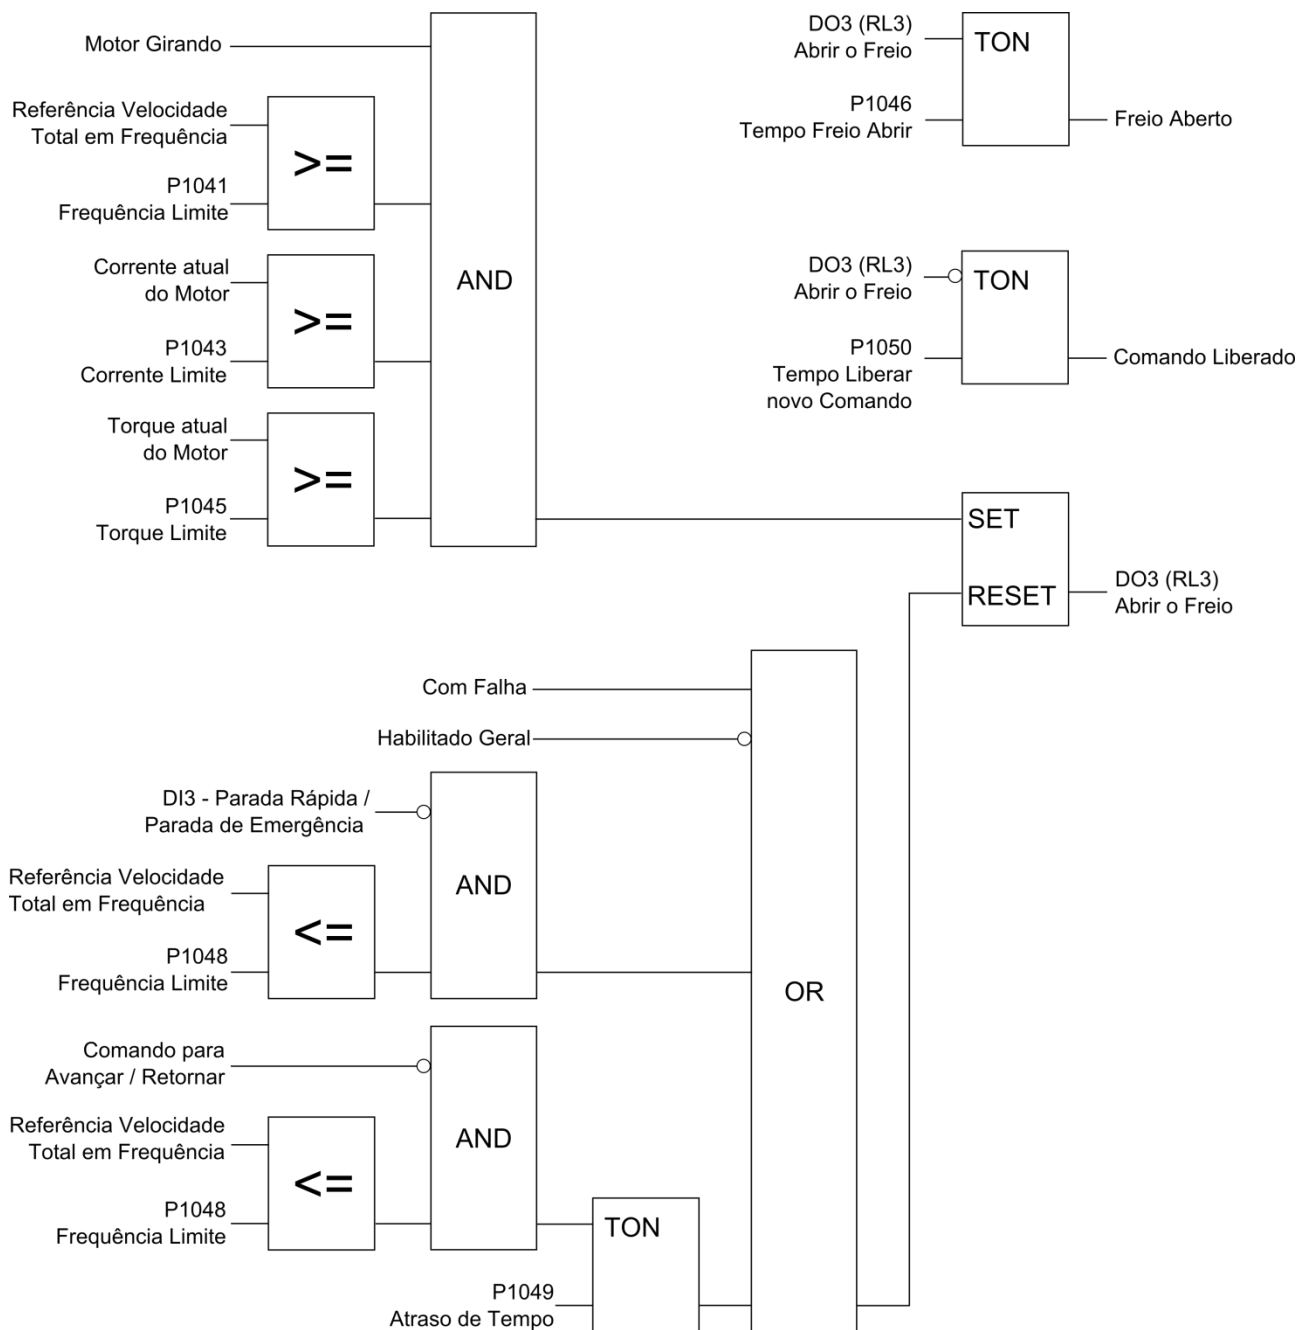 Motor Girando
Referência Velocidade
Total em Frequência
>=
P1041
Frequência Limite
Corrente atual
do Motor
>=
P1043
Corrente Limite
Torque atual
do Motor
>=
P1045
Torque Limite
AND
DO3 (RL3)
Abrir o Freio
TON
P1046
Tempo Freio Abrir
Freio Aberto
DO3 (RL3)
Abrir o Freio
TON
P1050
Tempo Liberar
novo Comando
Comando Liberado
SET
RESET
DO3 (RL3)
Abrir o Freio
Com Falha
Habilitado Geral
DI3 - Parada Rápida /
Parada de Emergência
AND
Referência Velocidade
Total em Frequência
<=
P1048
Frequência Limite
OR
Comando para
Avançar / Retornar
AND
Referência Velocidade
Total em Frequência
<=
P1048
Frequência Limite
TON
P1049
Atraso de Tempo